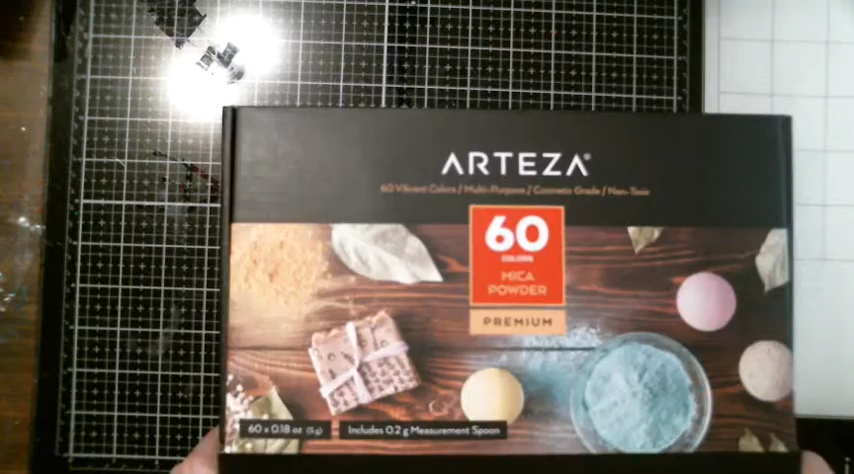 ARTEZA®
60 Vibrant Colors / Multi-Purpose / Cosmetic Grade / Non-Toxic
60
COLORS
MICA
POWDER
PREMIUM
60 x 0.18 oz (5 g)
Includes 0.2 g Measurement Spoon